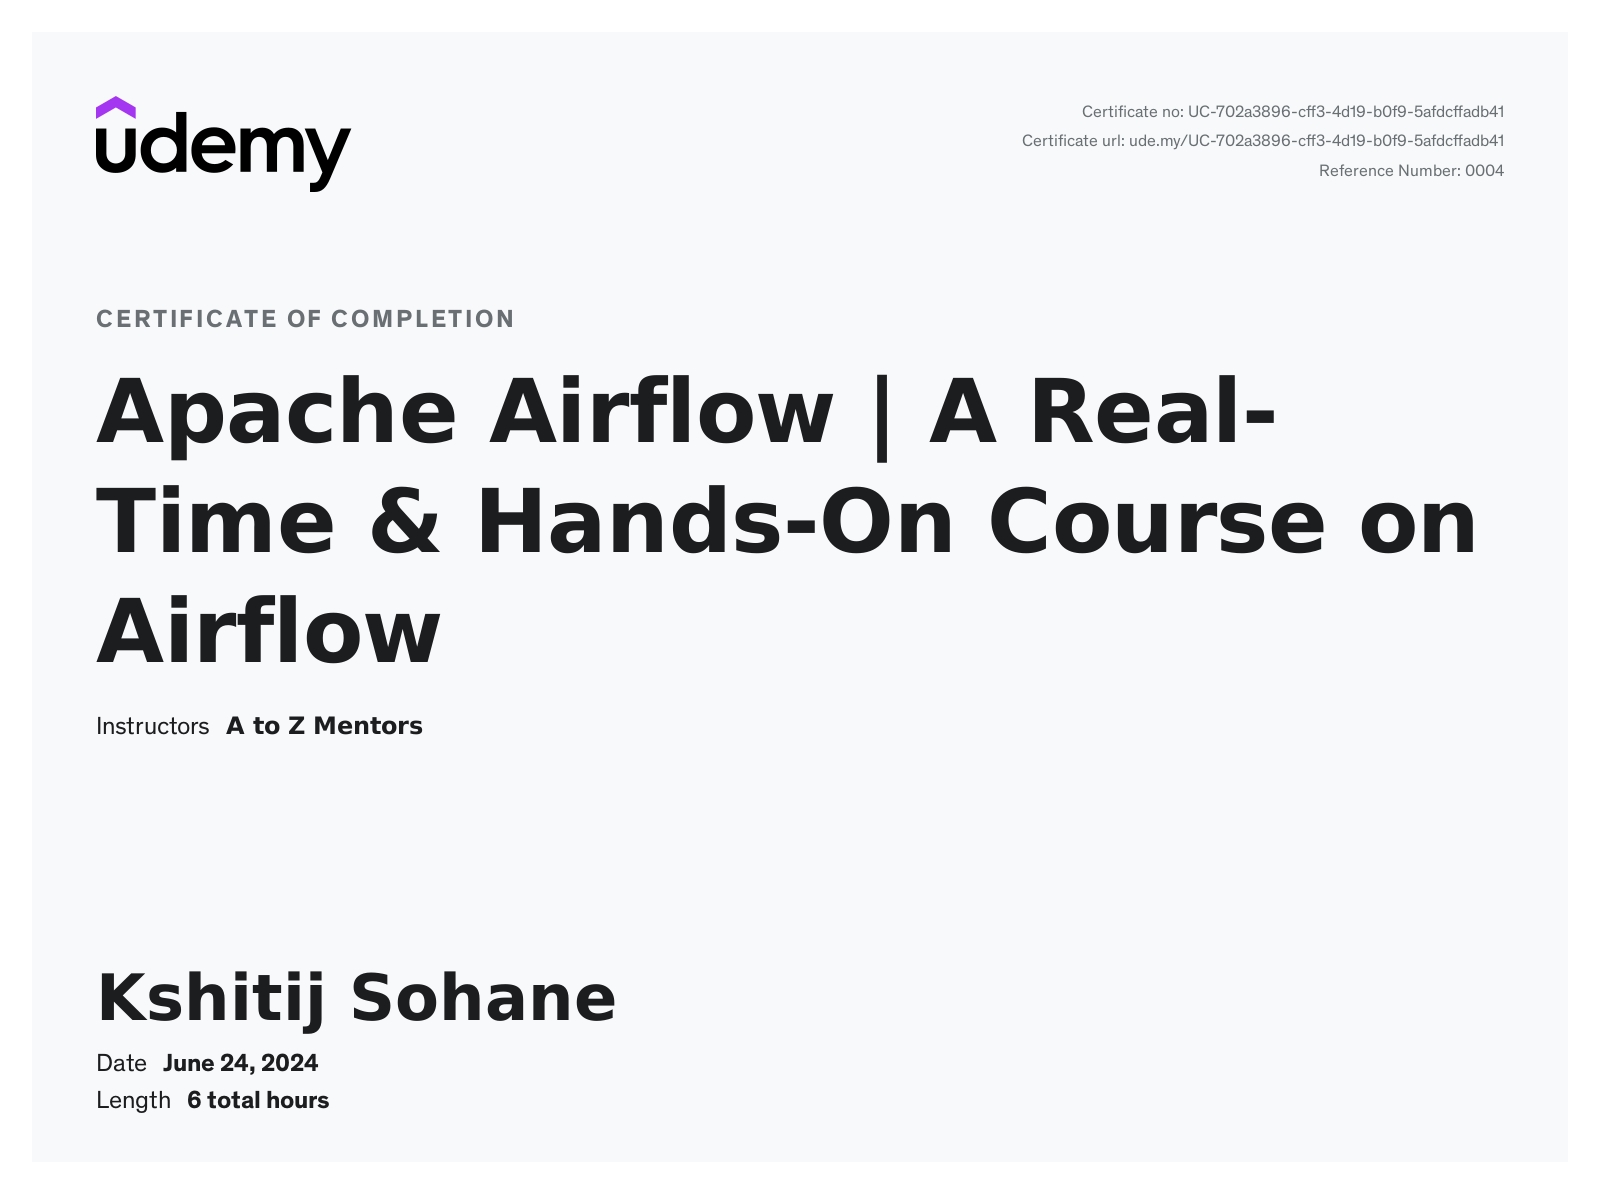 udemy
Certificate no: UC-702a3896-cff3-4d19-b0f9-5afdcffadb41
Certificate url: ude.my/UC-702a3896-cff3-4d19-b0f9-5afdcffadb41
Reference Number: 0004
CERTIFICATE OF COMPLETION
Apache Airflow | A Real-
Time & Hands-On Course on
Airflow
Instructors A to Z Mentors
Kshitij Sohane
Date June 24, 2024
Length 6 total hours